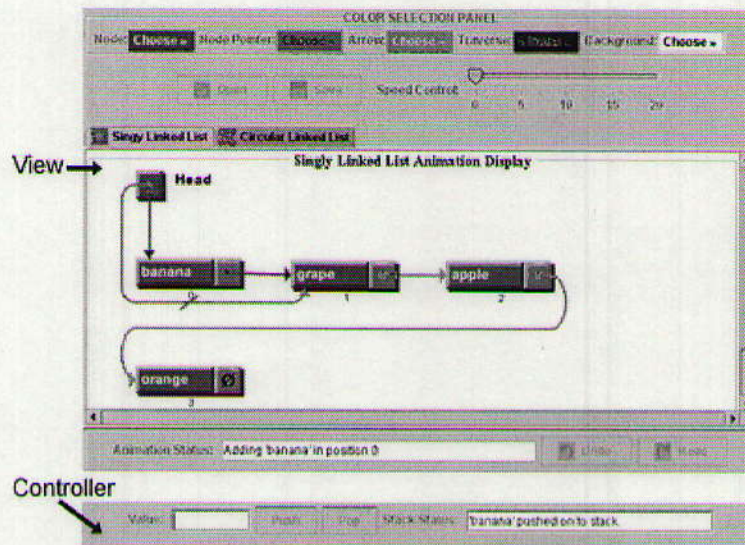 COLOR SELECTION PANEL
Node: Choose » Node Pointer: Choose » Arrow: Choose » Traverse: Choose » Background: Choose »
Open Save Speed Control:
0 5 10 15 20
Singy Linked List Circular Linked List
View
Singly Linked List Animation Display
Head
banana grape apple
0 1 2
orange Ø
3
Animation Status: Adding 'banana' in position 0 Undo Redo
Controller
Value: Push Pop Stack Status: 'banana' pushed on to stack.